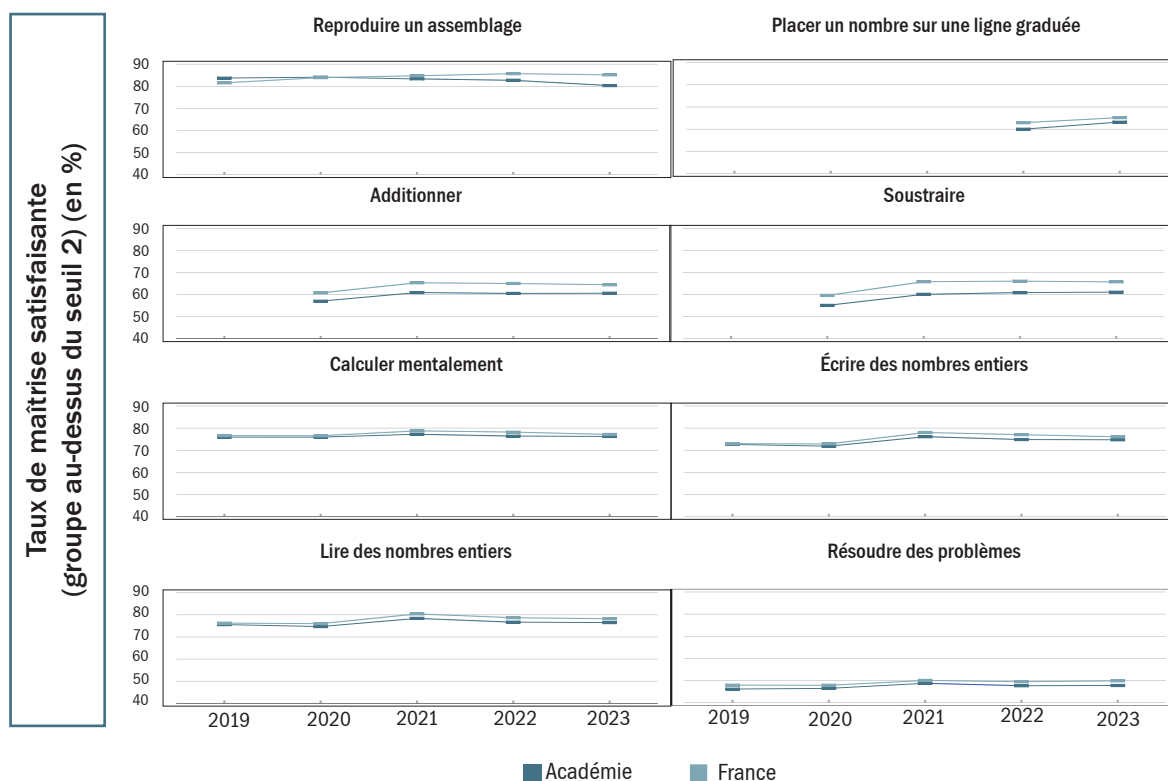 Taux de maîtrise satisfaisante
(groupe au-dessus du seuil 2) (en %)
Reproduire un assemblage
Placer un nombre sur une ligne graduée
90
80
70
60
50
40
Additionner
Soustraire
90
80
70
60
50
40
Calculer mentalement
Écrire des nombres entiers
90
80
70
60
50
40
Lire des nombres entiers
Résoudre des problèmes
90
80
70
60
50
40
2019 2020 2021 2022 2023 2019 2020 2021 2022 2023
Académie France